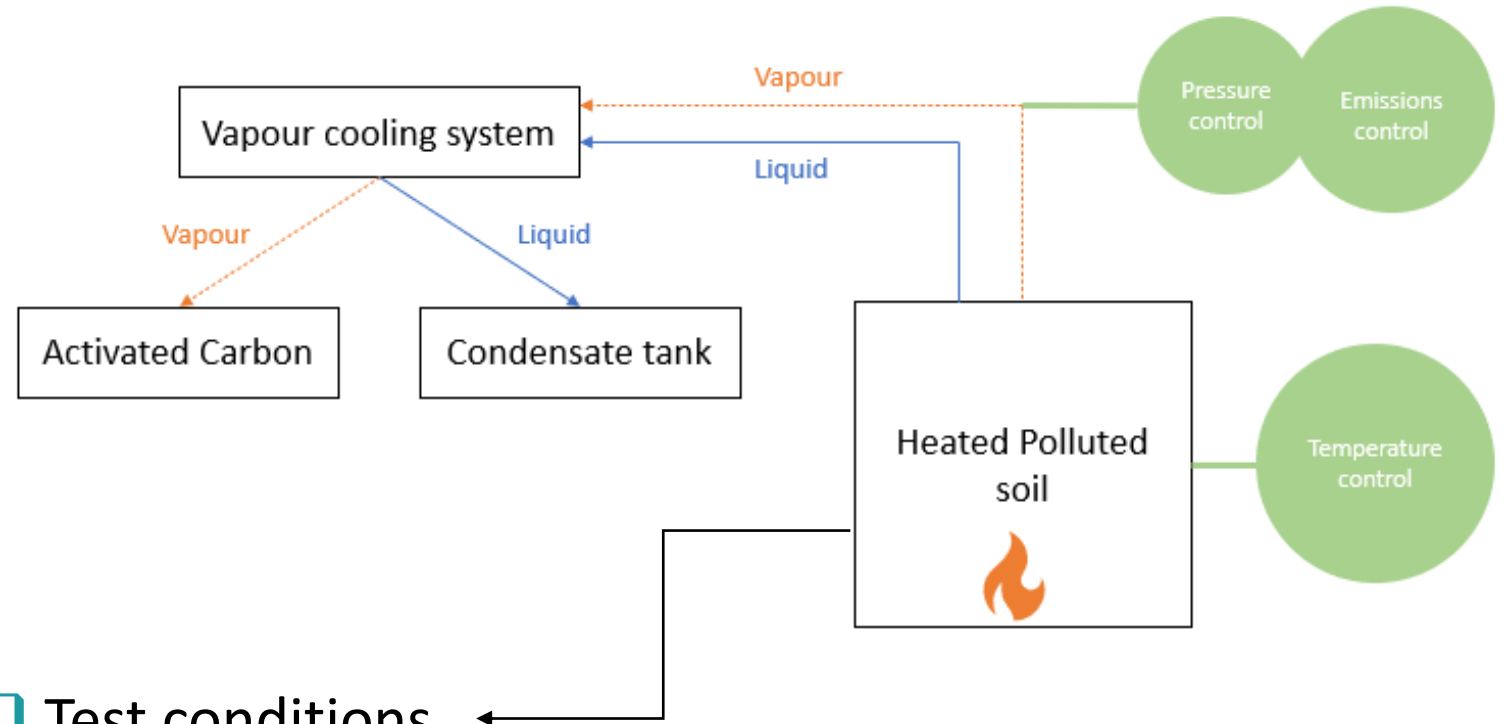 Vapour
Pressure
control
Emissions
control
Vapour cooling system
Liquid
Vapour
Liquid
Activated Carbon
Condensate tank
Heated Polluted
soil
Temperature
control
Test conditions